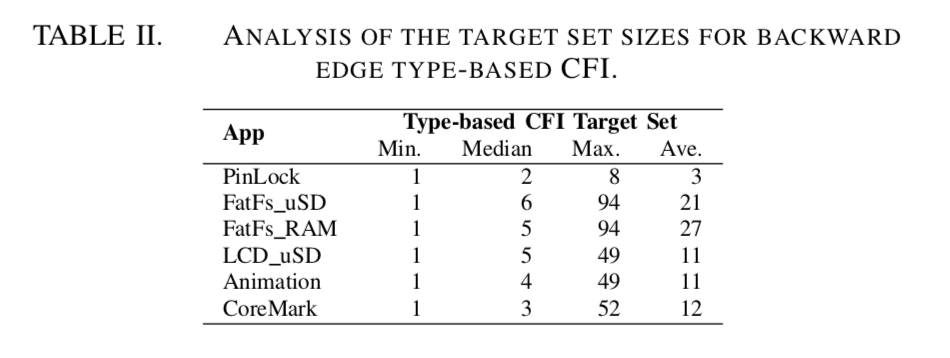 TABLE II. ANALYSIS OF THE TARGET SET SIZES FOR BACKWARD
EDGE TYPE-BASED CFI.
App Type-based CFI Target Set
Min. Median Max. Ave.
PinLock 1 2 8 3
FatFs_uSD 1 6 94 21
FatFs_RAM 1 5 94 27
LCD_uSD 1 5 49 11
Animation 1 4 49 11
CoreMark 1 3 52 12